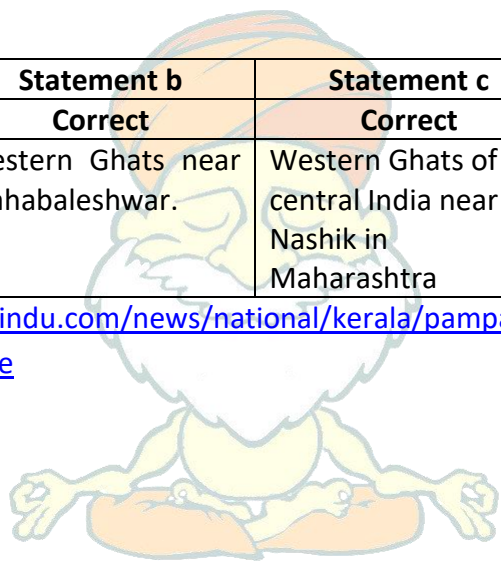 Statement b Statement c
Correct Correct
estern Ghats near Western Ghats of
ahabaleshwar. central India near
Nashik in
Maharashtra
indu.com/news/national/kerala/pampa
e